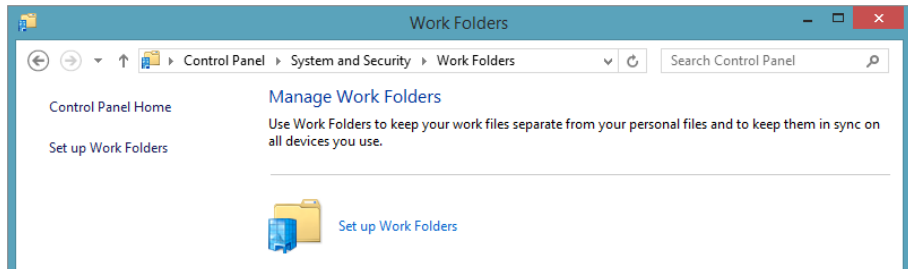 Work Folders
Control Panel ▸ System and Security ▸ Work Folders
Search Control Panel
Control Panel Home
Set up Work Folders
Manage Work Folders
Use Work Folders to keep your work files separate from your personal files and to keep them in sync on
all devices you use.
Set up Work Folders